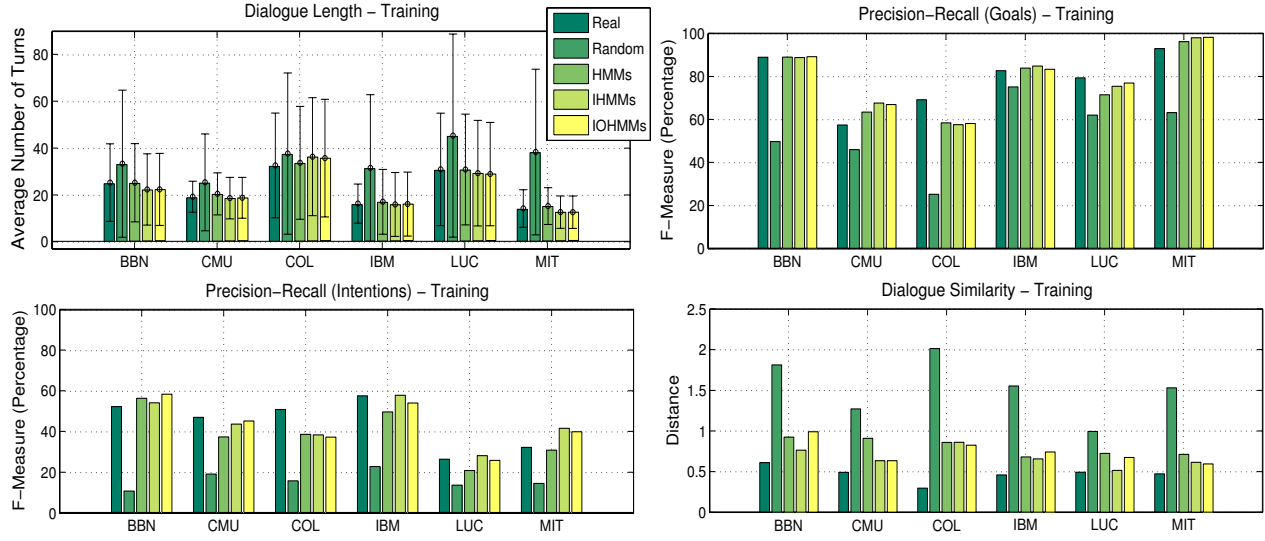 Dialogue Length − Training
Average Number of Turns
80
60
40
20
0
BBN CMU COL IBM LUC MIT
Real
Random
HMMs
IHMMs
IOHMMs
Precision−Recall (Goals) − Training
F−Measure (Percentage)
100
80
60
40
20
0
BBN CMU COL IBM LUC MIT
Precision−Recall (Intentions) − Training
F−Measure (Percentage)
100
80
60
40
20
0
BBN CMU COL IBM LUC MIT
Dialogue Similarity − Training
Distance
2.5
2
1.5
1
0.5
0
BBN CMU COL IBM LUC MIT